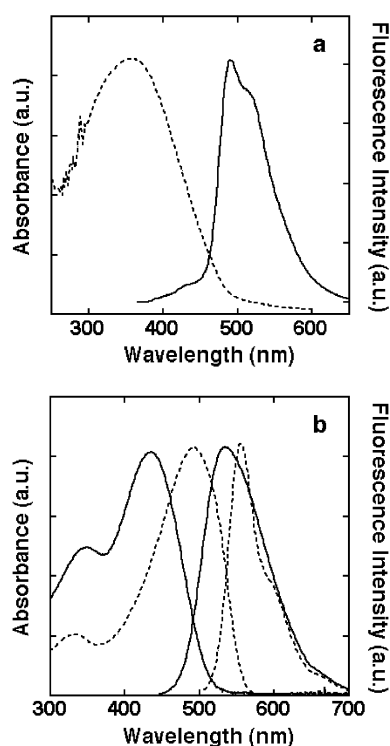 a
Absorbance (a.u.)
Fluorescence Intensity (a.u.)
300 400 500 600
Wavelength (nm)
b
Absorbance (a.u.)
Fluorescence Intensity (a.u.)
300 400 500 600 700
Wavelength (nm)